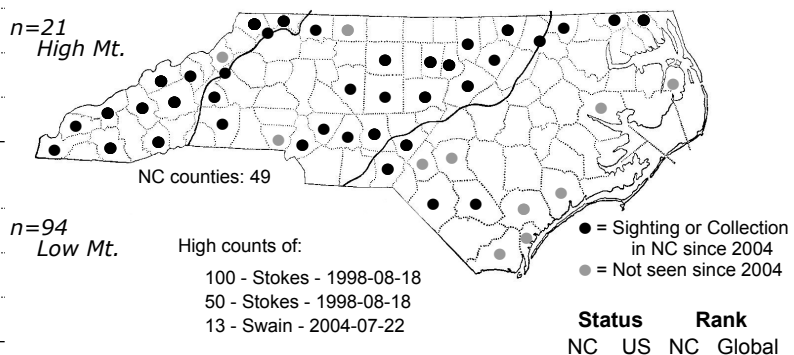 n=21
High Mt.
NC counties: 49
n=94
Low Mt.
High counts of:
100 - Stokes - 1998-08-18
50 - Stokes - 1998-08-18
13 - Swain - 2004-07-22
= Sighting or Collection
in NC since 2004
= Not seen since 2004
Status Rank
NC US NC Global